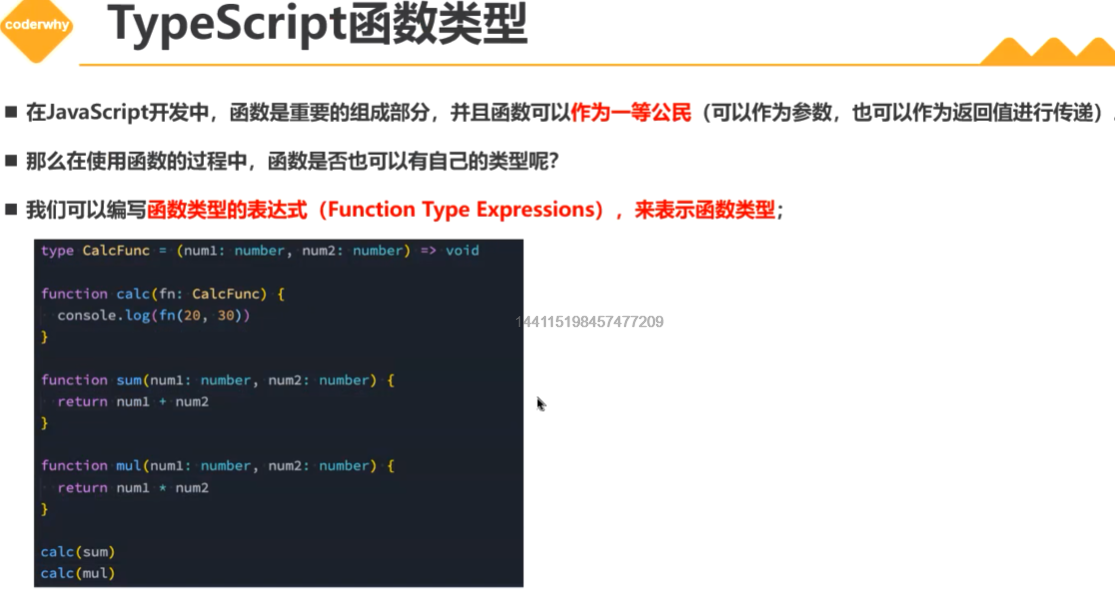 coderwhy
TypeScript函数类型
■ 在JavaScript开发中，函数是重要的组成部分，并且函数可以作为一等公民（可以作为参数，也可以作为返回值进行传递）
■ 那么在使用函数的过程中，函数是否也可以有自己的类型呢？
■ 我们可以编写函数类型的表达式（Function Type Expressions），来表示函数类型；
type CalcFunc = (num1: number, num2: number) => void
function calc(fn: CalcFunc) {
  console.log(fn(20, 30))
}
144115198457477209
function sum(num1: number, num2: number) {
  return num1 + num2
}
function mul(num1: number, num2: number) {
  return num1 * num2
}
calc(sum)
calc(mul)